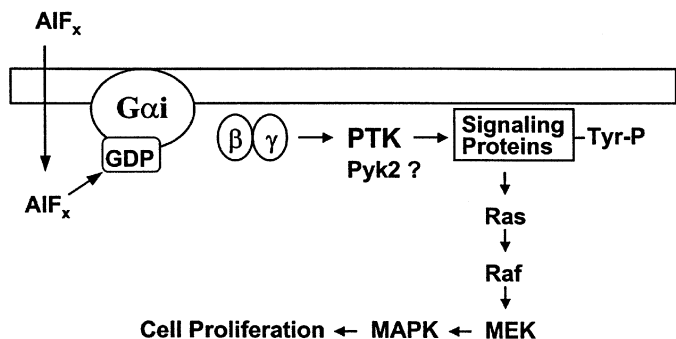 AlFx
Gαi
GDP
AlFx
β γ
PTK
Pyk2 ?
Signaling
Proteins
Tyr-P
Ras
Raf
MEK
MAPK
Cell Proliferation